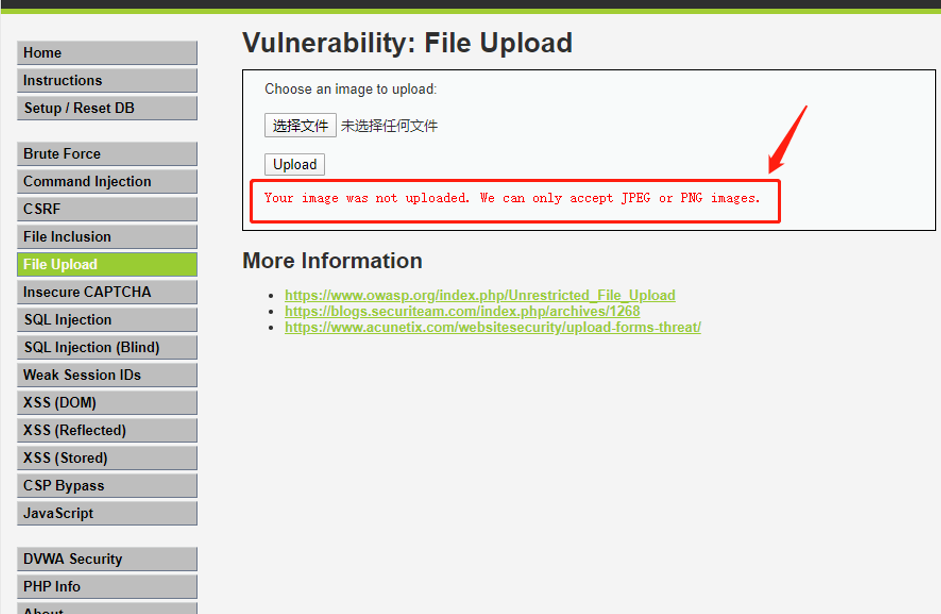 Vulnerability: File Upload
Home
Instructions
Setup / Reset DB
Brute Force
Command Injection
CSRF
File Inclusion
File Upload
Insecure CAPTCHA
SQL Injection
SQL Injection (Blind)
Weak Session IDs
XSS (DOM)
XSS (Reflected)
XSS (Stored)
CSP Bypass
JavaScript
DVWA Security
PHP Info
About
Choose an image to upload:
选择文件 未选择任何文件
Upload
Your image was not uploaded. We can only accept JPEG or PNG images.
More Information
https://www.owasp.org/index.php/Unrestricted_File_Upload
https://blogs.securiteam.com/index.php/archives/1268
https://www.acunetix.com/websitesecurity/upload-forms-threat/